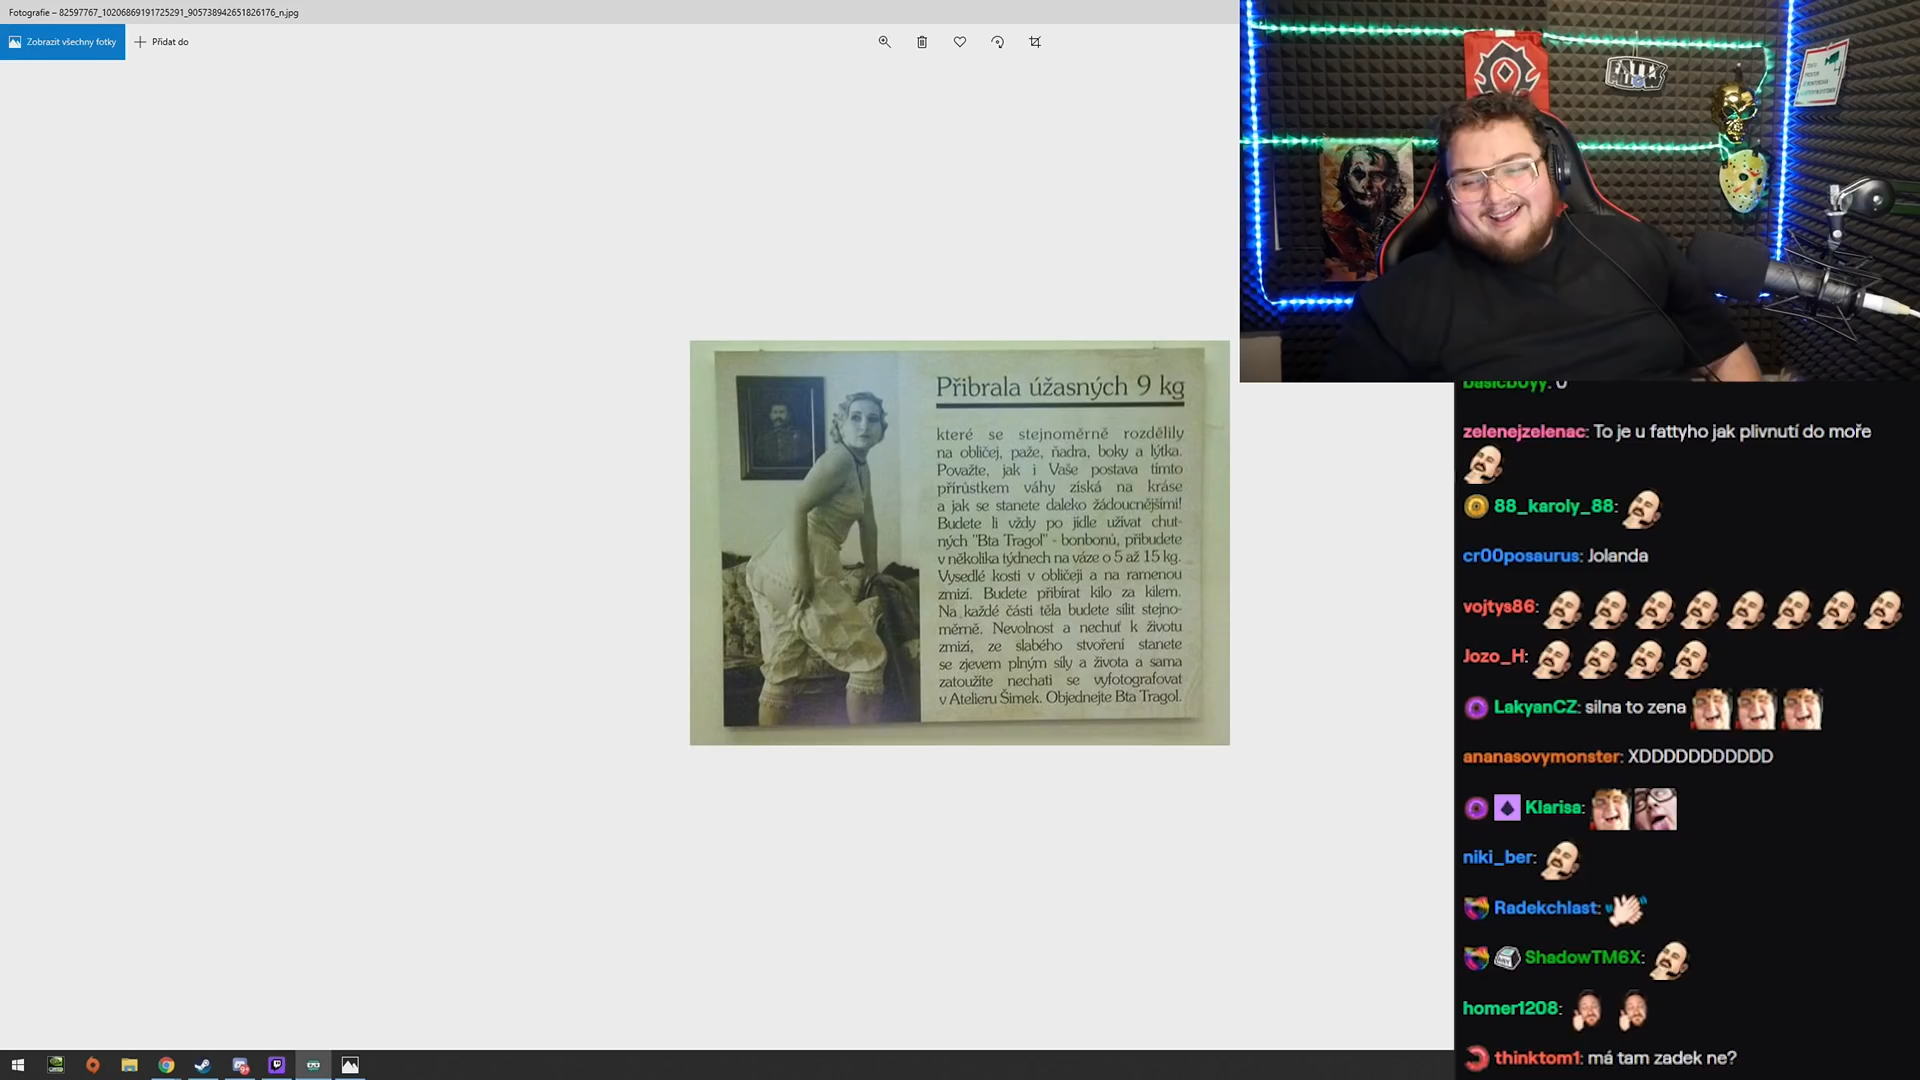 Fotografie – 82597767_10206869191725291_905738942651826176_n.jpg
Zobrazit všechny fotky
Přidat do
FATTY
PILLOW
Přibrala úžasných 9 kg
které se stejnoměrně rozdělily
na obličej, paže, ňadra, boky a lýtka.
Považte, jak i Vaše postava tímto
přírůstkem váhy získá na kráse
a jak se stanete daleko žádoucnějšími!
Budete li vždy po jídle užívat chut-
ných "Bta Tragol" - bonbonů, přibudete
v několika týdnech na váze o 5 až 15 kg.
Vysedlé kosti v obličeji a na ramenou
zmizí. Budete přibírat kilo za kilem.
Na každé části těla budete sílit stejno-
měrně. Nevolnost a nechuť k životu
zmizí, ze slabého stvoření stanete
se zjevem plným síly a života a sama
zatoužíte nechati se vyfotografovat
v Atelieru Šimek. Objednejte Bta Tragol.
basicboyy: 0
zelenejzelenac: To je u fattyho jak plivnutí do moře
88_karoly_88:
cr00posaurus: Jolanda
vojtys86:
Jozo_H:
LakyanCZ: silna to zena
ananasovymonster: XDDDDDDDDDDD
Klarisa:
niki_ber:
Radekchlast:
ShadowTM6X:
homer1208:
thinktom1: má tam zadek ne?